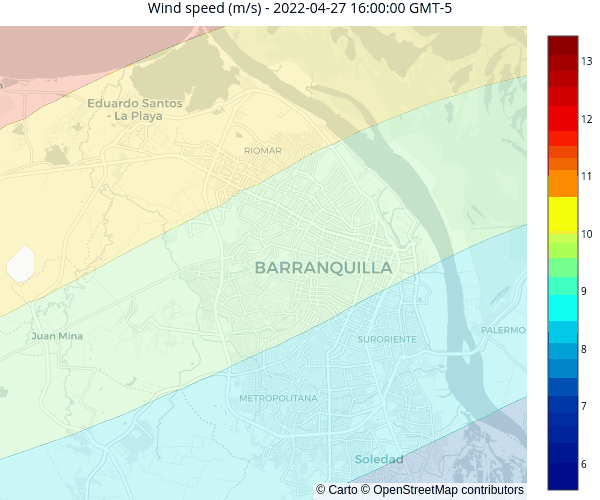 Wind speed (m/s) - 2022-04-27 16:00:00 GMT-5
Eduardo Santos
- La Playa
RIOMAR
BARRANQUILLA
Juan Mina
SURORIENTE
PALERMO
METROPOLITANA
Soledad
© Carto © OpenStreetMap contributors
13
12
11
10
9
8
7
6